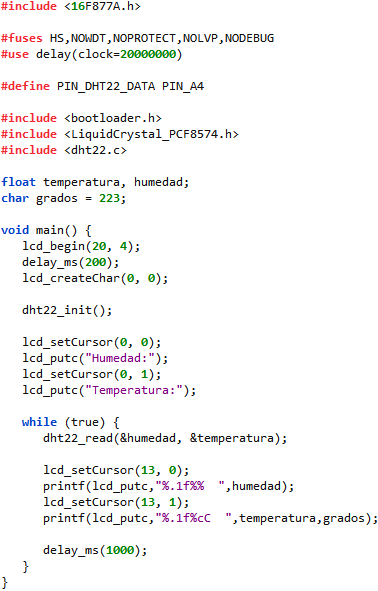 #include <16F877A.h>
#fuses HS,NOWDT,NOPROTECT,NOLVP,NODEBUG
#use delay(clock=20000000)
#define PIN_DHT22_DATA PIN_A4
#include <bootloader.h>
#include <LiquidCrystal_PCF8574.h>
#include <dht22.c>
float temperatura, humedad;
char grados = 223;
void main() {
   lcd_begin(20, 4);
   delay_ms(200);
   lcd_createChar(0, 0);
   dht22_init();
   lcd_setCursor(0, 0);
   lcd_putc("Humedad:");
   lcd_setCursor(0, 1);
   lcd_putc("Temperatura:");
   while (true) {
      dht22_read(&humedad, &temperatura);
      lcd_setCursor(13, 0);
      printf(lcd_putc,"%.1f%%  ",humedad);
      lcd_setCursor(13, 1);
      printf(lcd_putc,"%.1f%cC  ",temperatura,grados);
      delay_ms(1000);
   }
}